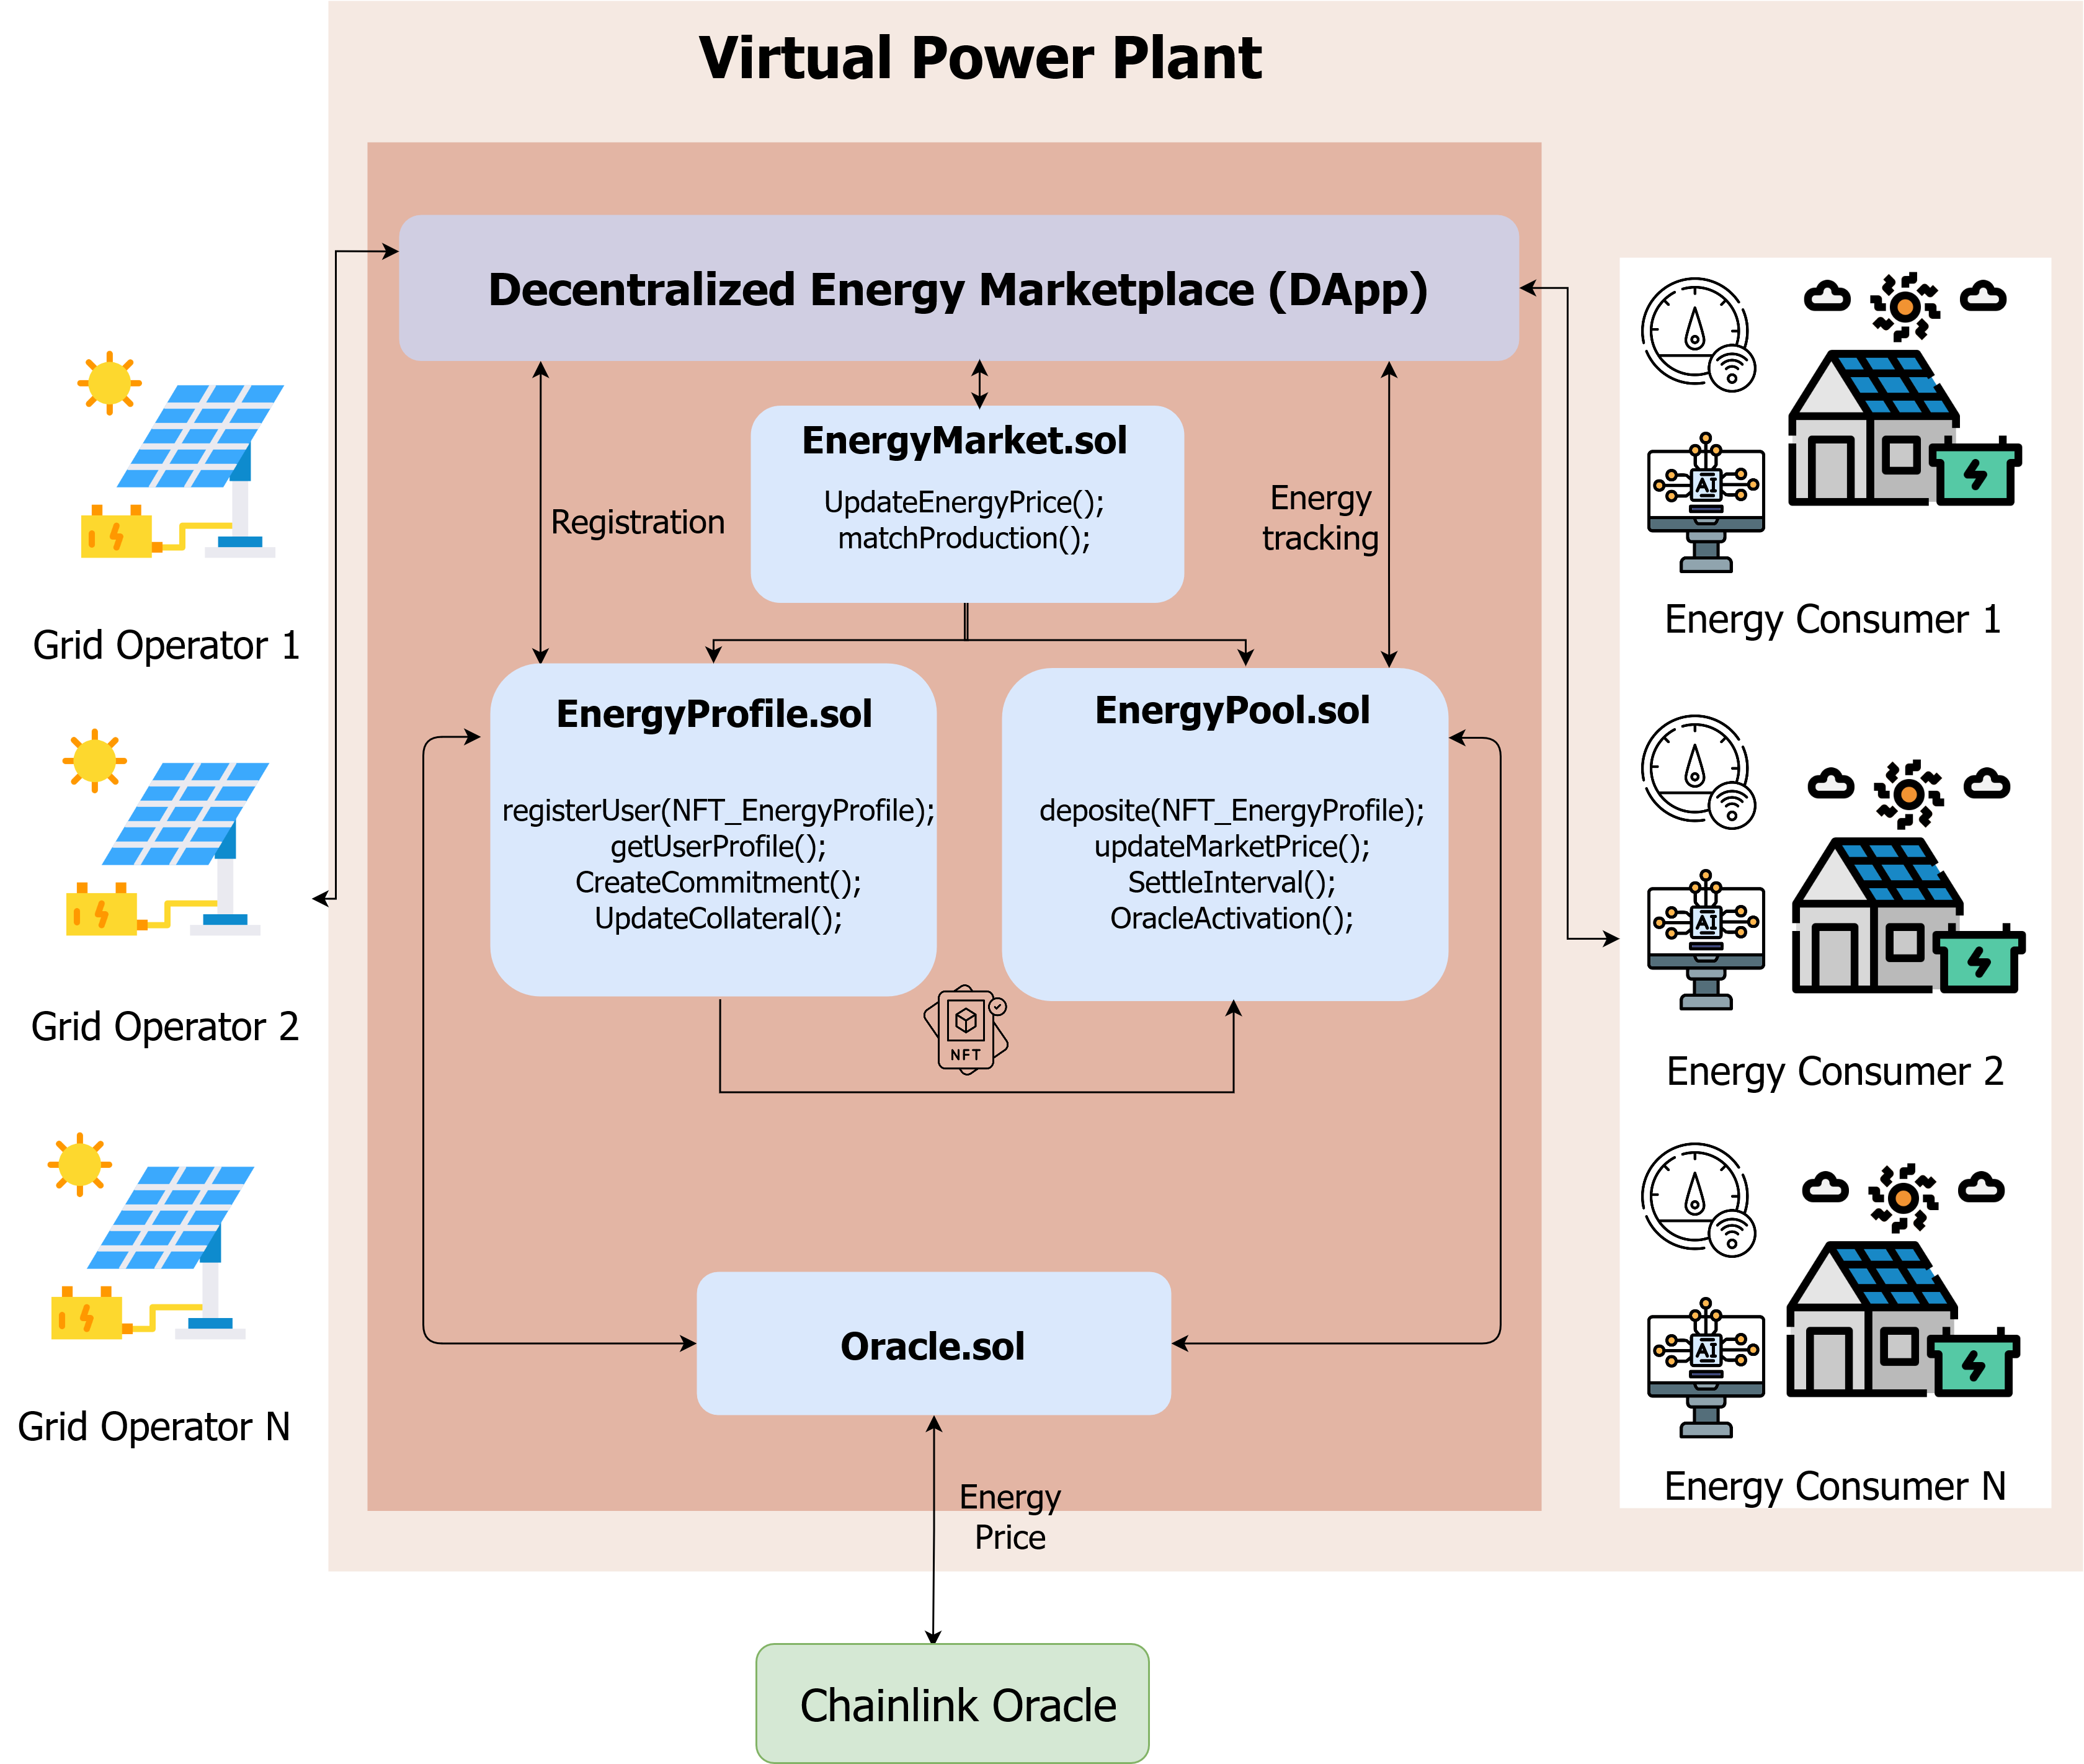 Virtual Power Plant
Decentralized Energy Marketplace (DApp)
EnergyMarket.sol
UpdateEnergyPrice();
matchProduction();
Registration
Energy
tracking
EnergyProfile.sol
registerUser(NFT_EnergyProfile);
getUserProfile();
CreateCommitment();
UpdateCollateral();
EnergyPool.sol
deposite(NFT_EnergyProfile);
updateMarketPrice();
SettleInterval();
OracleActivation();
NFT
Oracle.sol
Energy
Price
Chainlink Oracle
Grid Operator 1
Grid Operator 2
Grid Operator N
AI
Energy Consumer 1
AI
Energy Consumer 2
AI
Energy Consumer N